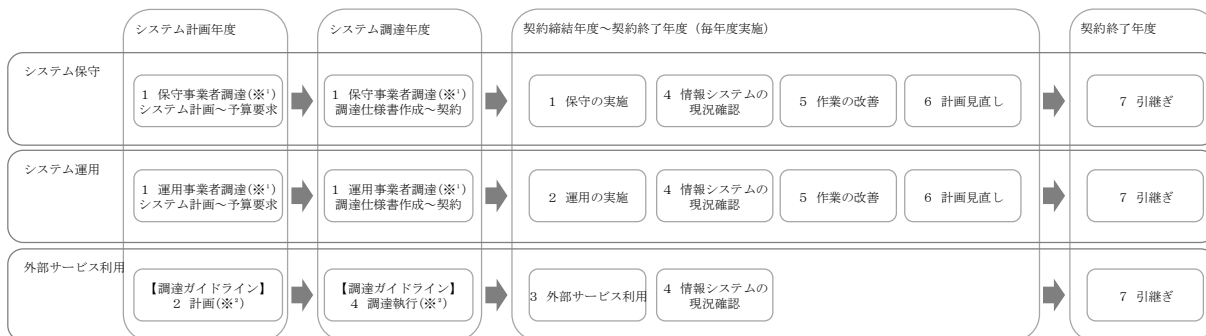 システム計画年度
システム調達年度
契約締結年度～契約終了年度（毎年度実施）
契約終了年度
システム保守
1 保守事業者調達(※¹)
システム計画～予算要求
1 保守事業者調達(※¹)
調達仕様書作成～契約
1 保守の実施
4 情報システムの
現況確認
5 作業の改善
6 計画見直し
7 引継ぎ
システム運用
1 運用事業者調達(※¹)
システム計画～予算要求
1 運用事業者調達(※¹)
調達仕様書作成～契約
2 運用の実施
4 情報システムの
現況確認
5 作業の改善
6 計画見直し
7 引継ぎ
外部サービス利用
【調達ガイドライン】
2 計画(※²)
【調達ガイドライン】
4 調達執行(※²)
3 外部サービス利用
4 情報システムの
現況確認
7 引継ぎ